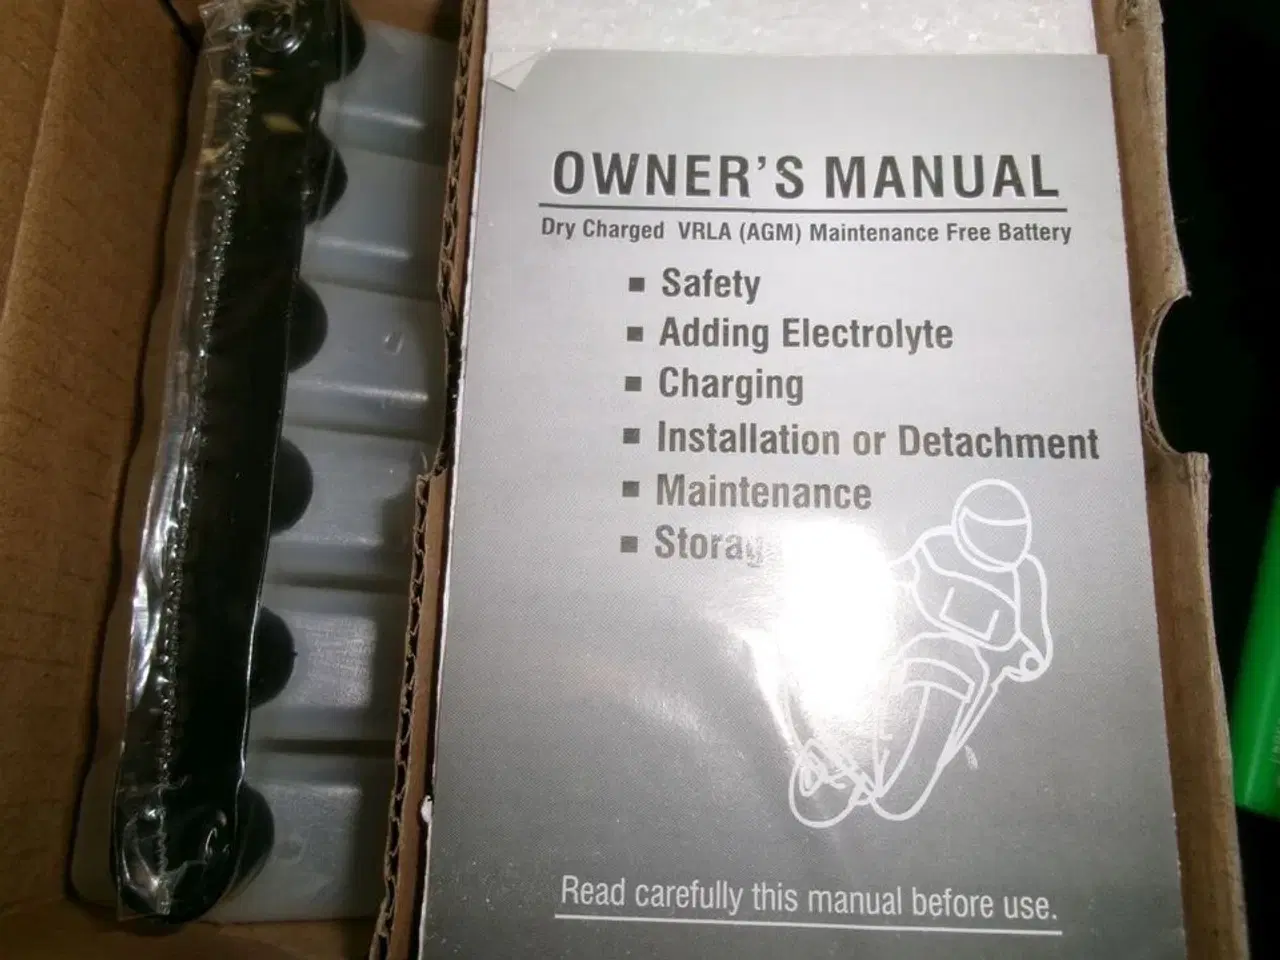 OWNER'S MANUAL
Dry Charged VRLA (AGM) Maintenance Free Battery
▪ Safety
▪ Adding Electrolyte
▪ Charging
▪ Installation or Detachment
▪ Maintenance
▪ Storag
Read carefully this manual before use.